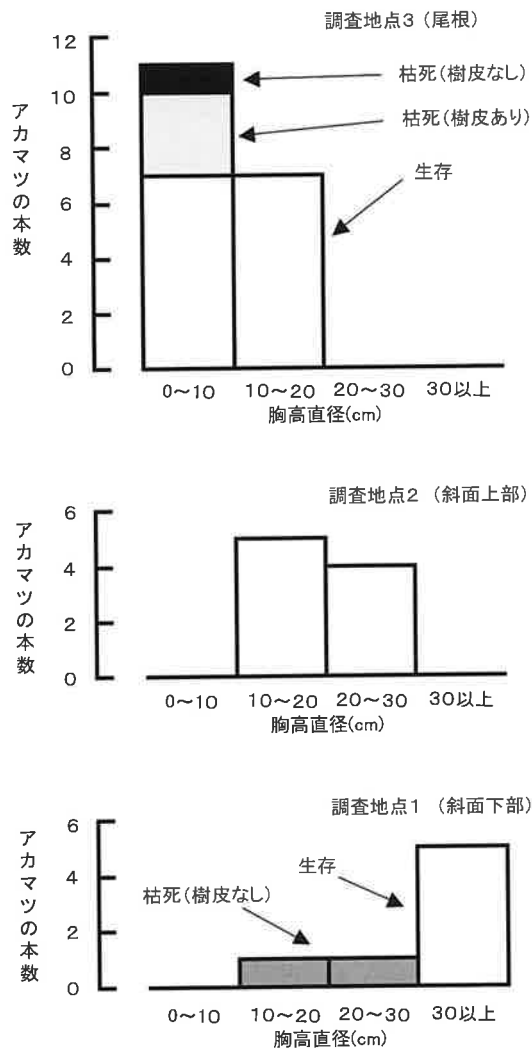 調査地点3 (尾根)
12
10
8
6
4
2
0
アカマツの本数
枯死(樹皮なし)
枯死(樹皮あり)
生存
0~10 10~20 20~30 30以上
胸高直径(cm)
調査地点2 (斜面上部)
6
4
2
0
アカマツの本数
0~10 10~20 20~30 30以上
胸高直径(cm)
調査地点1 (斜面下部)
6
4
2
0
アカマツの本数
生存
枯死(樹皮なし)
0~10 10~20 20~30 30以上
胸高直径(cm)